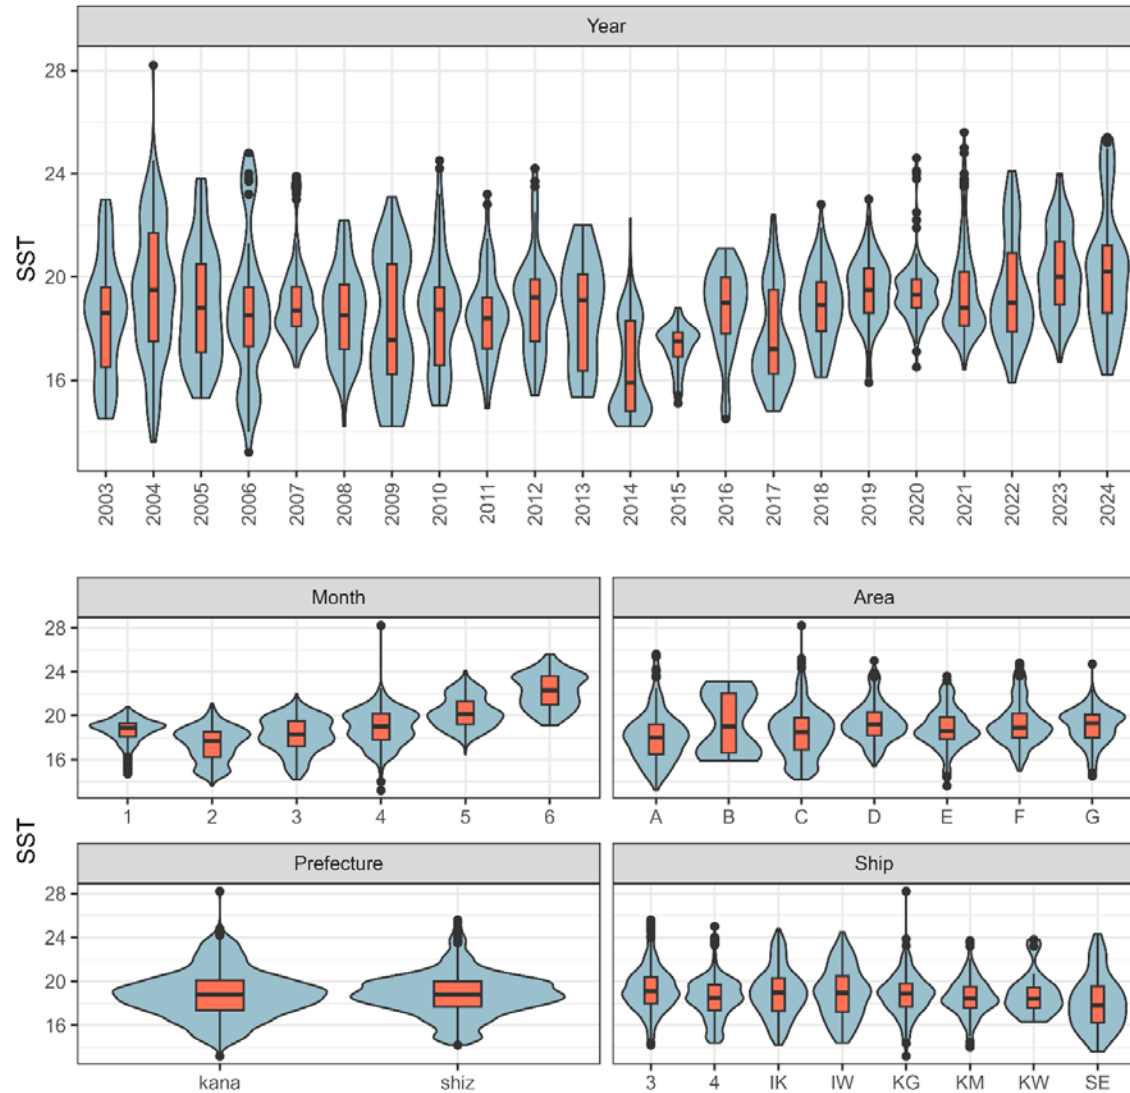 Year
SST
28
24
20
16
2003 2004 2005 2006 2007 2008 2009 2010 2011 2012 2013 2014 2015 2016 2017 2018 2019 2020 2021 2022 2023 2024
Month Area
SST
28
24
20
16
1 2 3 4 5 6 A B C D E F G
Prefecture Ship
28
24
20
16
kana shiz 3 4 IK IW KG KM KW SE